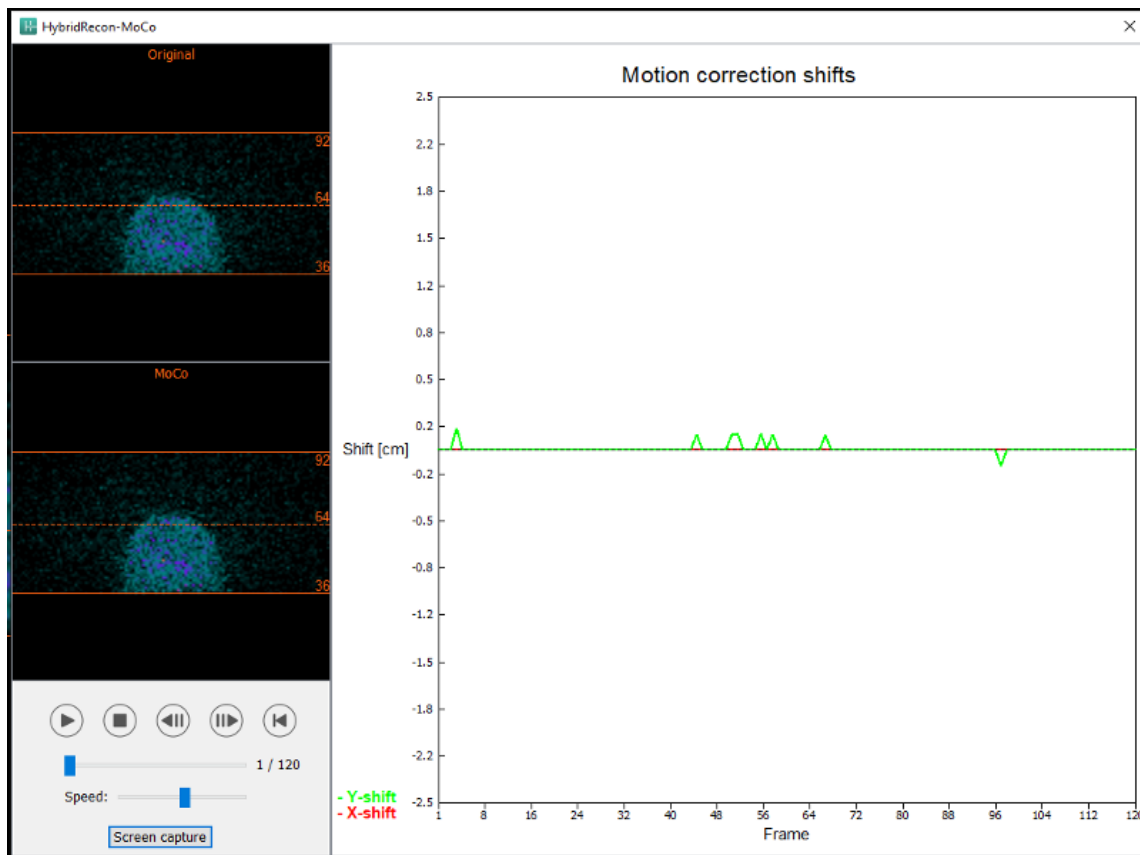 HybridRecon-MoCo
Original
92
64
36
MoCo
92
64
36
1 / 120
Speed:
Screen capture
Motion correction shifts
2.5
2.2
1.8
1.5
1.2
0.8
0.5
0.2
Shift [cm]
-0.2
-0.5
-0.8
-1.2
-1.5
-1.8
-2.2
-2.5
- Y-shift
- X-shift
1 8 16 24 32 40 48 56 64 72 80 88 96 104 112 120
Frame